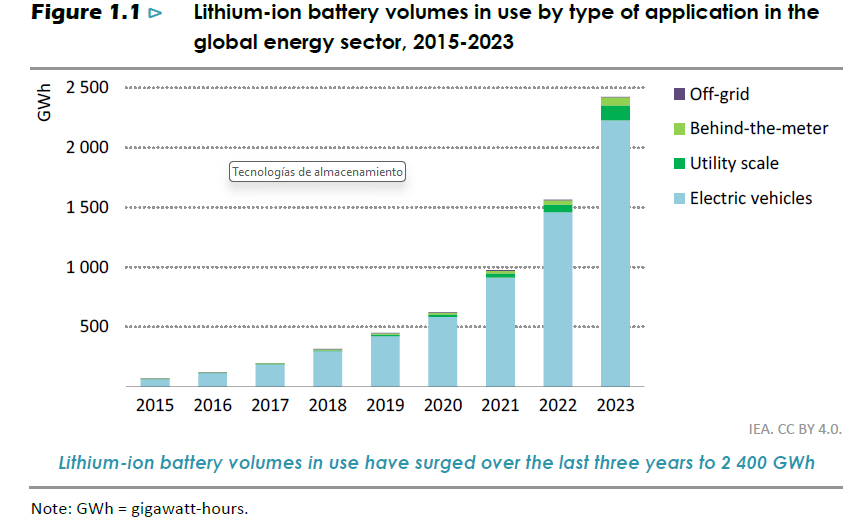 Figure 1.1 ▷ Lithium-ion battery volumes in use by type of application in the
global energy sector, 2015-2023
GWh
2 500
2 000
1 500
1 000
500
Tecnologías de almacenamiento
Off-grid
Behind-the-meter
Utility scale
Electric vehicles
2015 2016 2017 2018 2019 2020 2021 2022 2023
IEA. CC BY 4.0.
Lithium-ion battery volumes in use have surged over the last three years to 2 400 GWh
Note: GWh = gigawatt-hours.